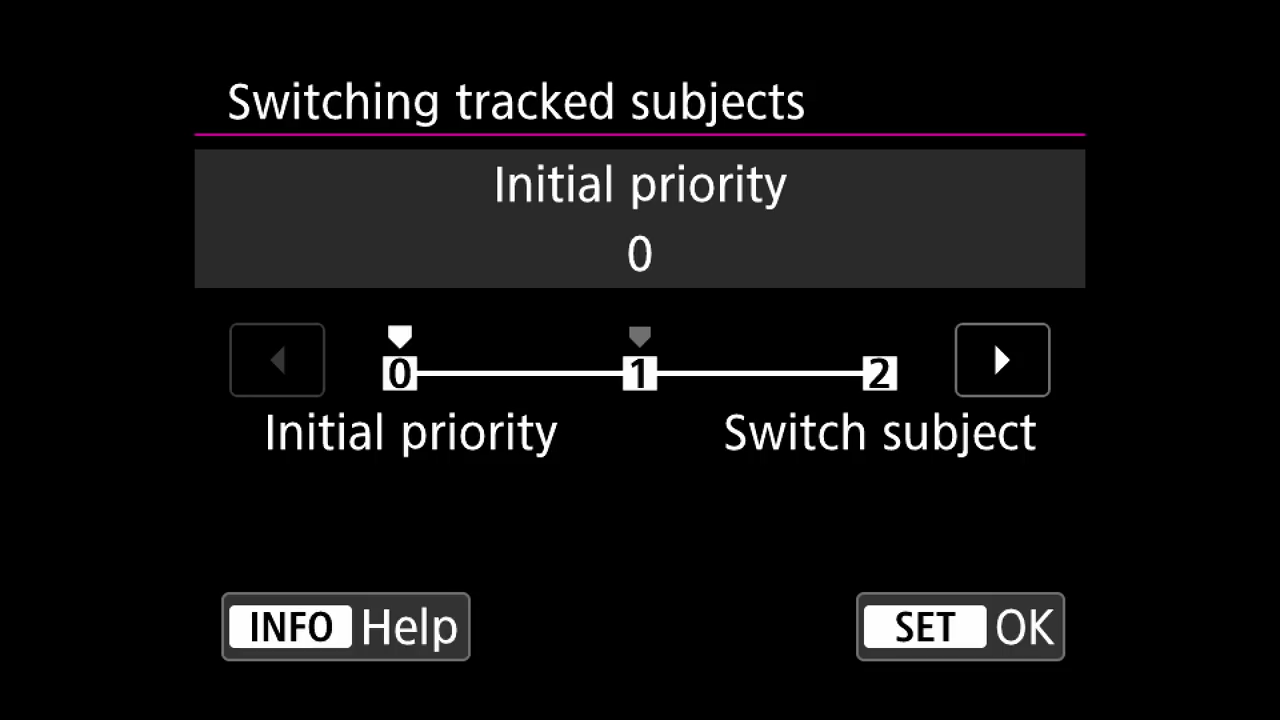 Switching tracked subjects
Initial priority
0
0 1 2
Initial priority Switch subject
INFO Help SET OK